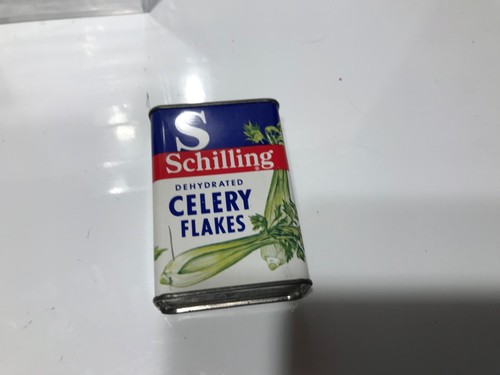 S
Schilling
DEHYDRATED
CELERY
FLAKES